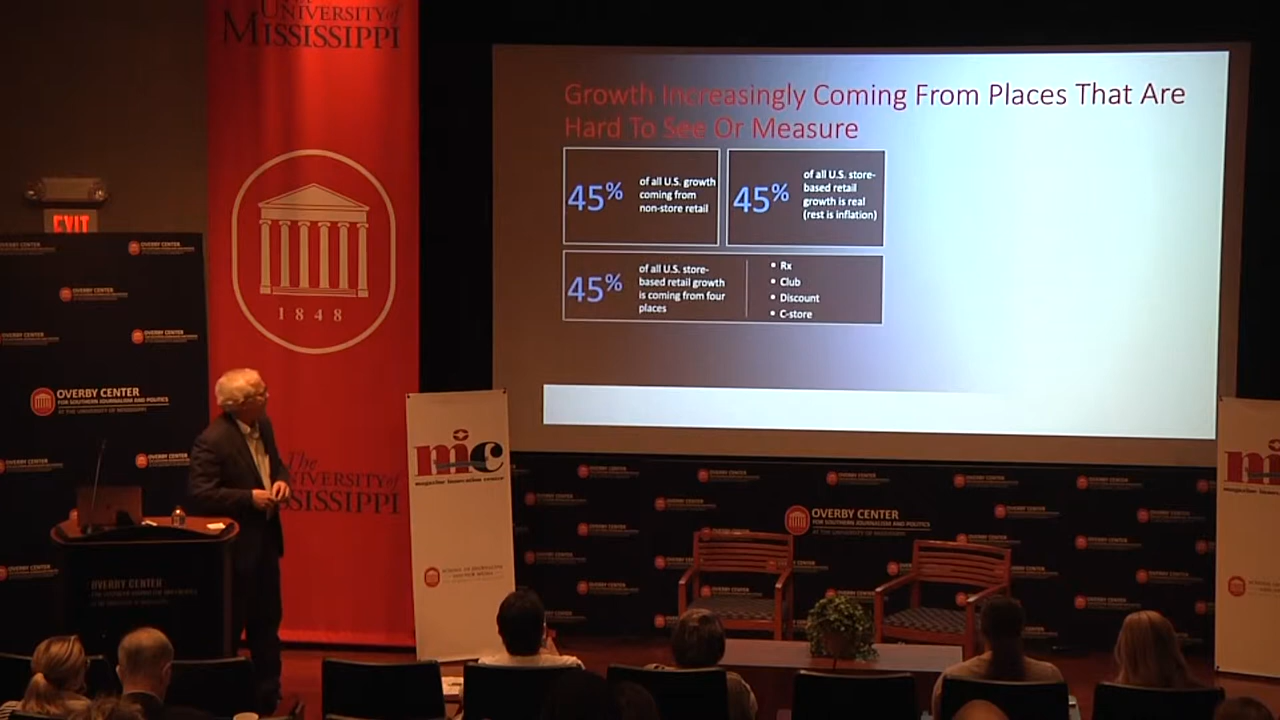 The
UNIVERSITY of
MISSISSIPPI
1848
The
UNIVERSITY of
MISSISSIPPI
EXIT
Growth Increasingly Coming From Places That Are
Hard To See Or Measure
45%
of all U.S. growth
coming from
non-store retail
45%
of all U.S. store-
based retail
growth is real
(rest is inflation)
45%
of all U.S. store-
based retail growth
is coming from four
places
• Rx
• Club
• Discount
• C-store
OVERBY CENTER
FOR SOUTHERN JOURNALISM AND POLITICS
AT THE UNIVERSITY OF MISSISSIPPI
mic
magazine innovation center
OVERBY CENTER
FOR SOUTHERN JOURNALISM AND POLITICS
AT THE UNIVERSITY OF MISSISSIPPI
OVERBY CENTER